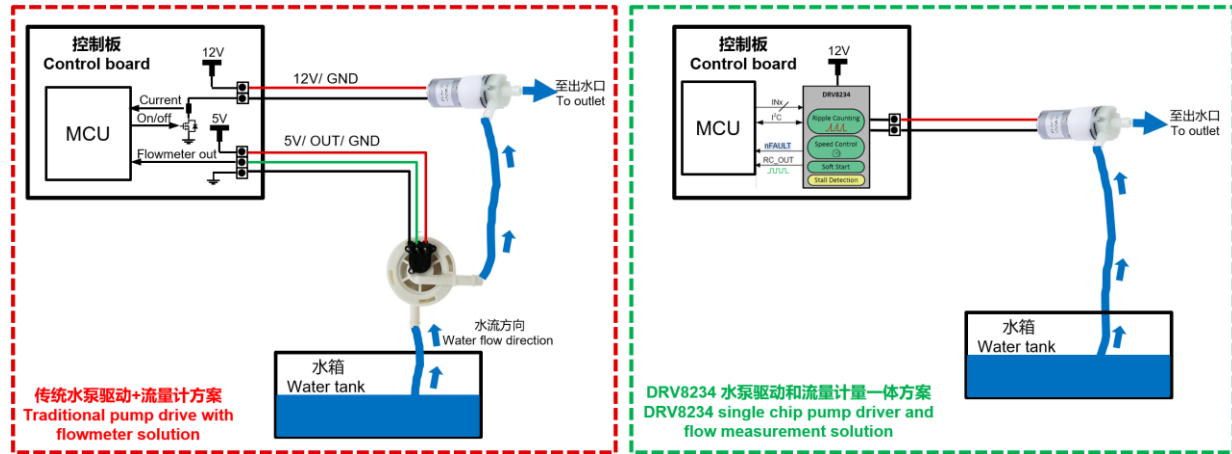 控制板
Control board
12V
12V/ GND
Current
On/off
MCU
5V
5V/ OUT/ GND
Flowmeter out
至出水口
To outlet
水流方向
Water flow direction
水箱
Water tank
传统水泵驱动+流量计方案
Traditional pump drive with
flowmeter solution
控制板
Control board
12V
MCU
INx
I²C
nFAULT
RC_OUT
DRV8234
Ripple Counting
Speed Control
Soft Start
Stall Detection
至出水口
To outlet
水箱
Water tank
DRV8234 水泵驱动和流量计量一体方案
DRV8234 single chip pump driver and
flow measurement solution